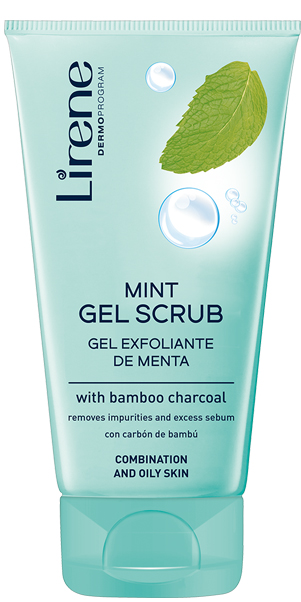 Lirene
DERMOPROGRAM
MINT
GEL SCRUB
GEL EXFOLIANTE
DE MENTA
with bamboo charcoal
removes impurities and excess sebum
con carbón de bambú
COMBINATION
AND OILY SKIN